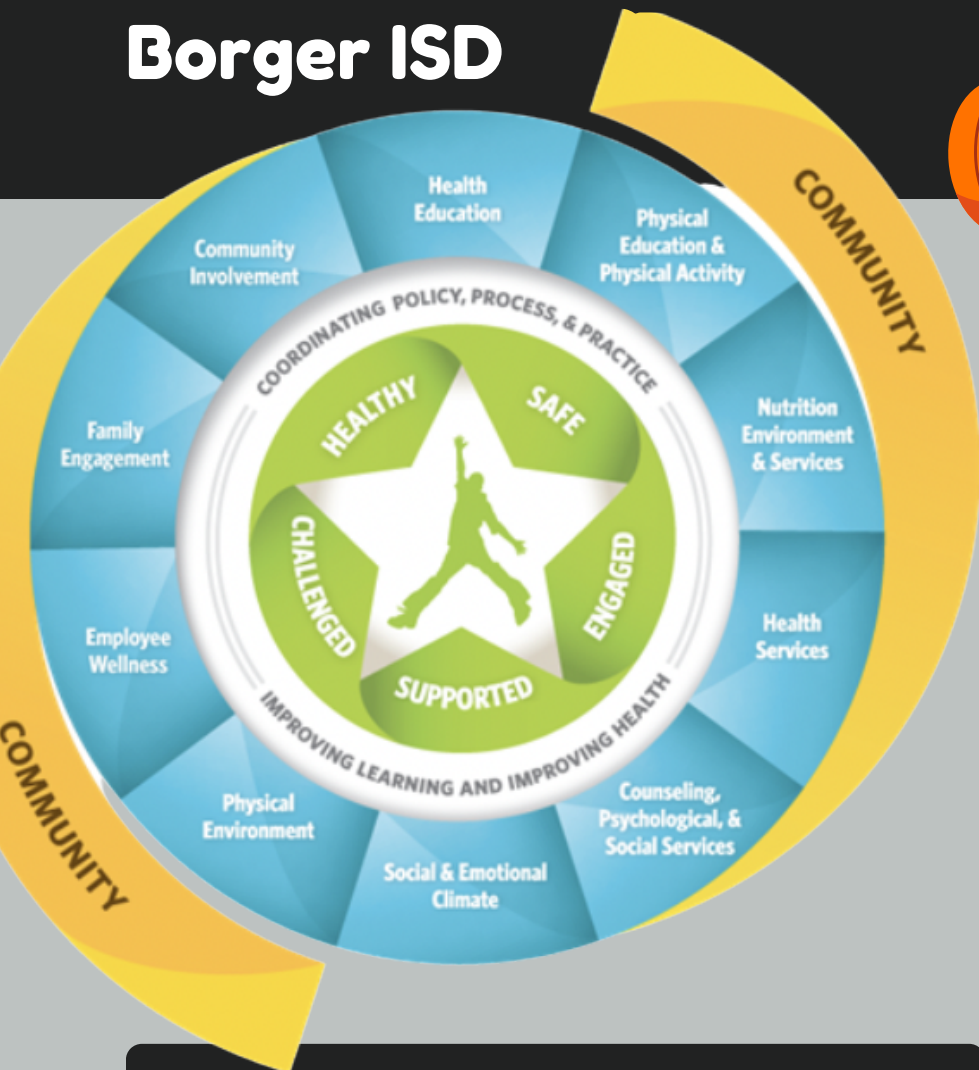 Borger ISD
COMMUNITY
Health
Education
Physical
Education &
Physical Activity
Nutrition
Environment
& Services
Health
Services
Counseling,
Psychological, &
Social Services
Social & Emotional
Climate
Physical
Environment
Employee
Wellness
Family
Engagement
Community
Involvement
COORDINATING POLICY, PROCESS, & PRACTICE
IMPROVING LEARNING AND IMPROVING HEALTH
HEALTHY
SAFE
ENGAGED
SUPPORTED
CHALLENGED
COMMUNITY